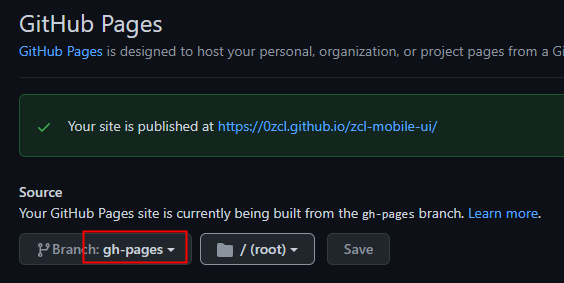 GitHub Pages
GitHub Pages is designed to host your personal, organization, or project pages from a
Your site is published at https://0zcl.github.io/zcl-mobile-ui/
Source
Your GitHub Pages site is currently being built from the gh-pages branch. Learn more.
Branch: gh-pages / (root) Save